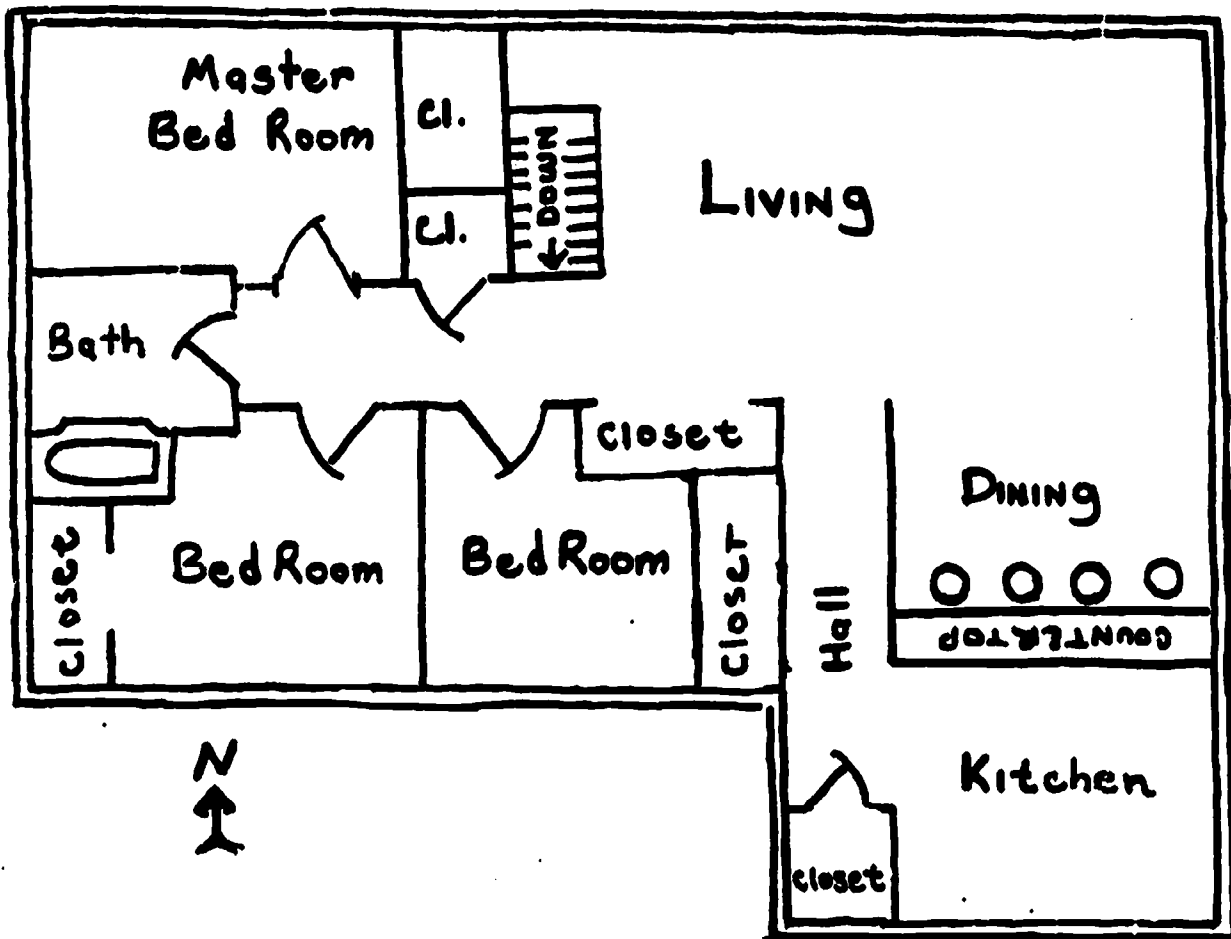 Master
Bed Room
Cl.
Cl.
← DOWN
LIVING
Bath
Closet
DINING
Closet
Bed Room
Bed Room
Closet
Hall
COUNTERTOP
N
Kitchen
Closet